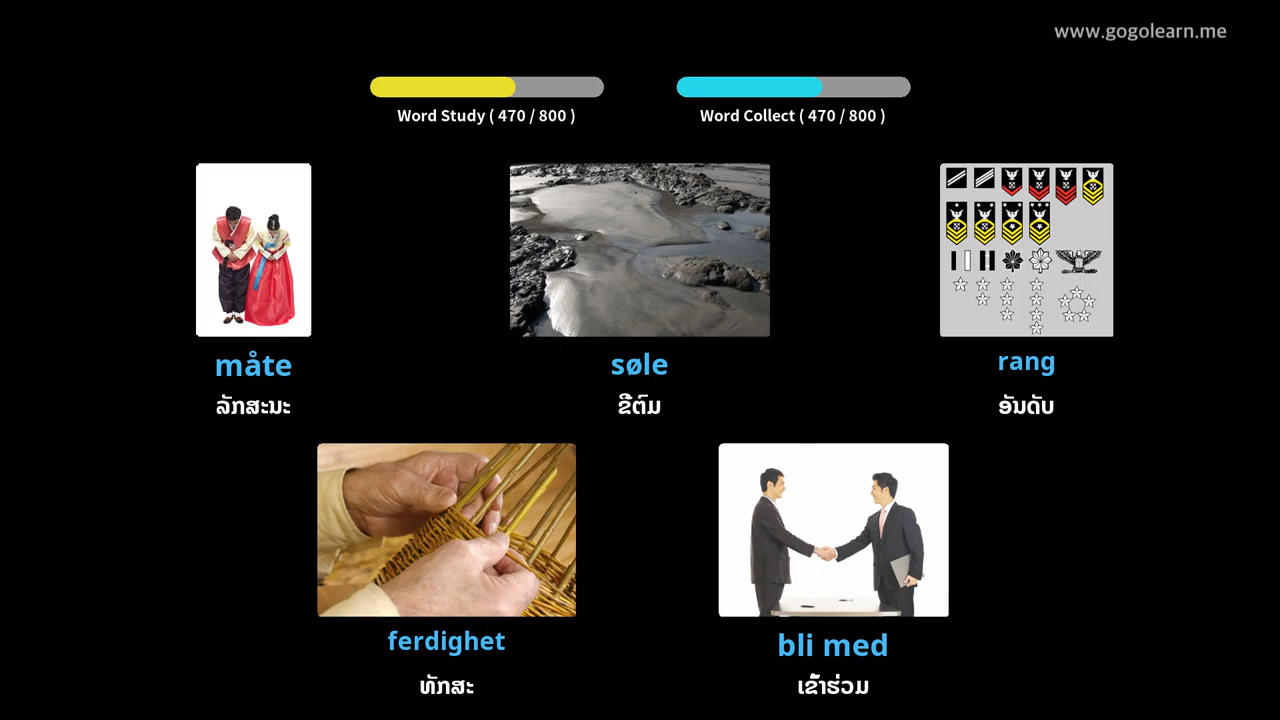 www.gogolearn.me
Word Study ( 470 / 800 )
Word Collect ( 470 / 800 )
måte
ລັກສະນະ
søle
ຂີ້ຕົມ
rang
ອັນດັບ
ferdighet
ທັກສະ
bli med
ເຂົ້າຮ່ວມ